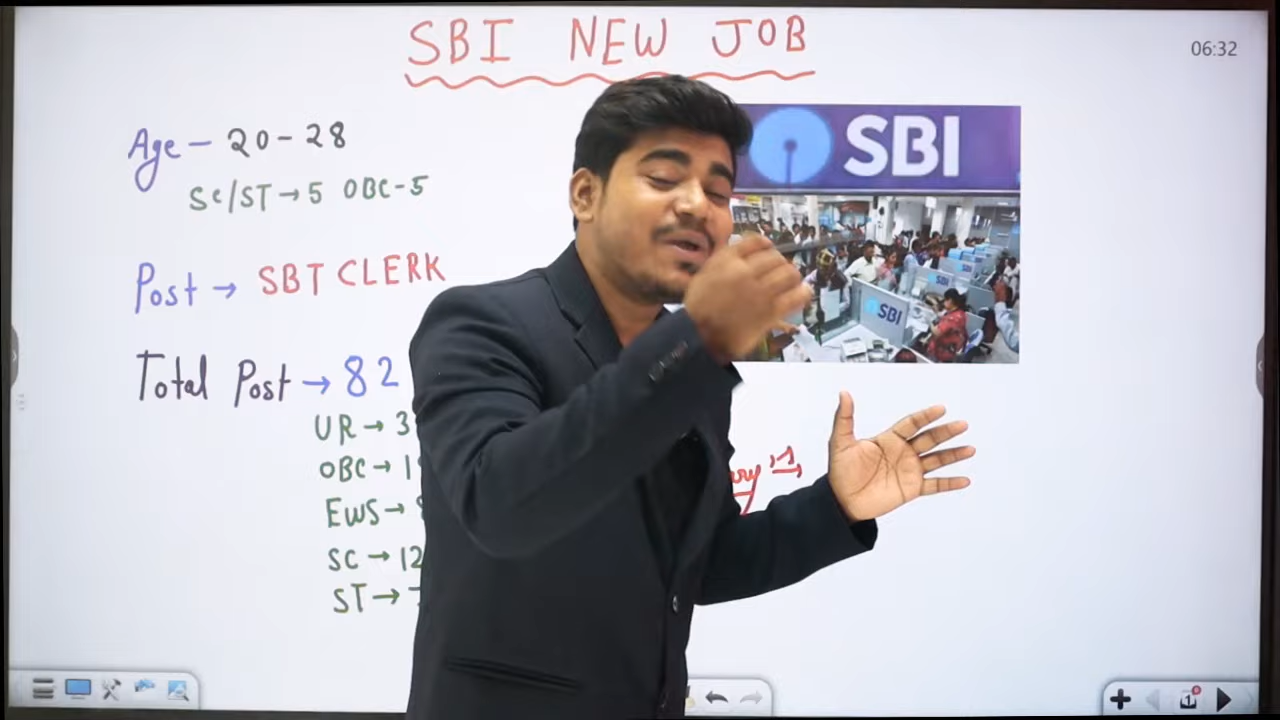 SBI NEW JOB
06:32
Age - 20-28
SC/ST → 5 OBC-5
Post → SBI CLERK
Total Post → 82
UR → 3
OBC → 1
EWS →
SC → 12
ST →
SBI
SBI